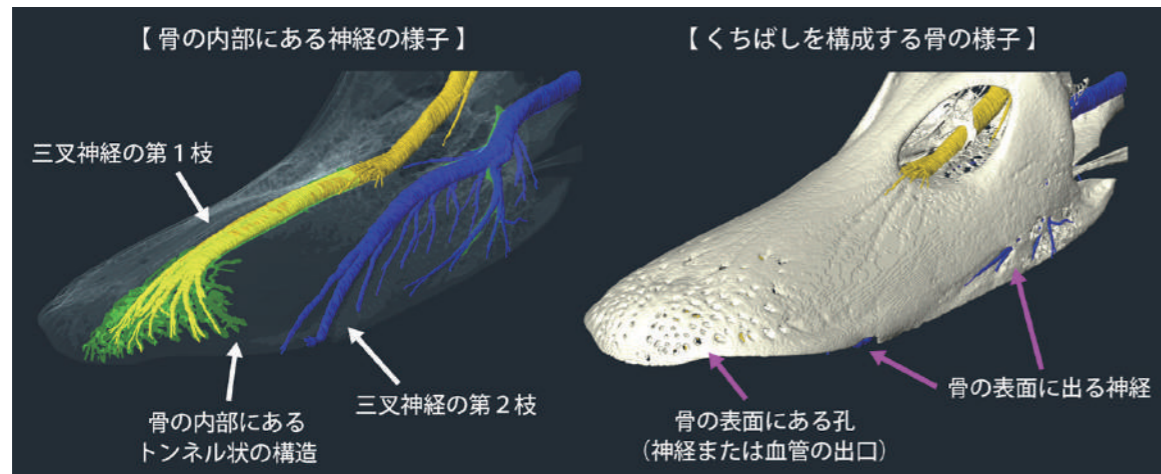 【 骨の内部にある神経の様子 】
【 くちばしを構成する骨の様子 】
三叉神経の第１枝
骨の内部にある
トンネル状の構造
三叉神経の第２枝
骨の表面にある孔
（神経または血管の出口）
骨の表面に出る神経